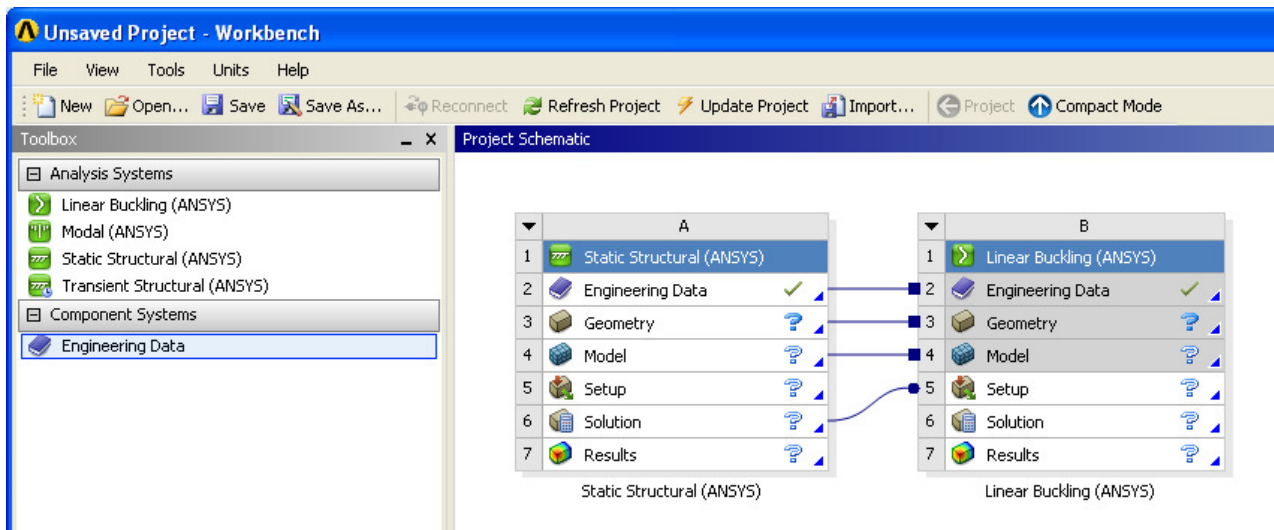 Unsaved Project - Workbench
File View Tools Units Help
New Open... Save Save As... Reconnect Refresh Project Update Project Import... Project Compact Mode
Toolbox
Analysis Systems
Linear Buckling (ANSYS)
Modal (ANSYS)
Static Structural (ANSYS)
Transient Structural (ANSYS)
Component Systems
Engineering Data
Project Schematic
A
1 Static Structural (ANSYS)
2 Engineering Data
3 Geometry ?
4 Model ?
5 Setup ?
6 Solution ?
7 Results ?
Static Structural (ANSYS)
B
1 Linear Buckling (ANSYS)
2 Engineering Data
3 Geometry ?
4 Model ?
5 Setup ?
6 Solution ?
7 Results ?
Linear Buckling (ANSYS)